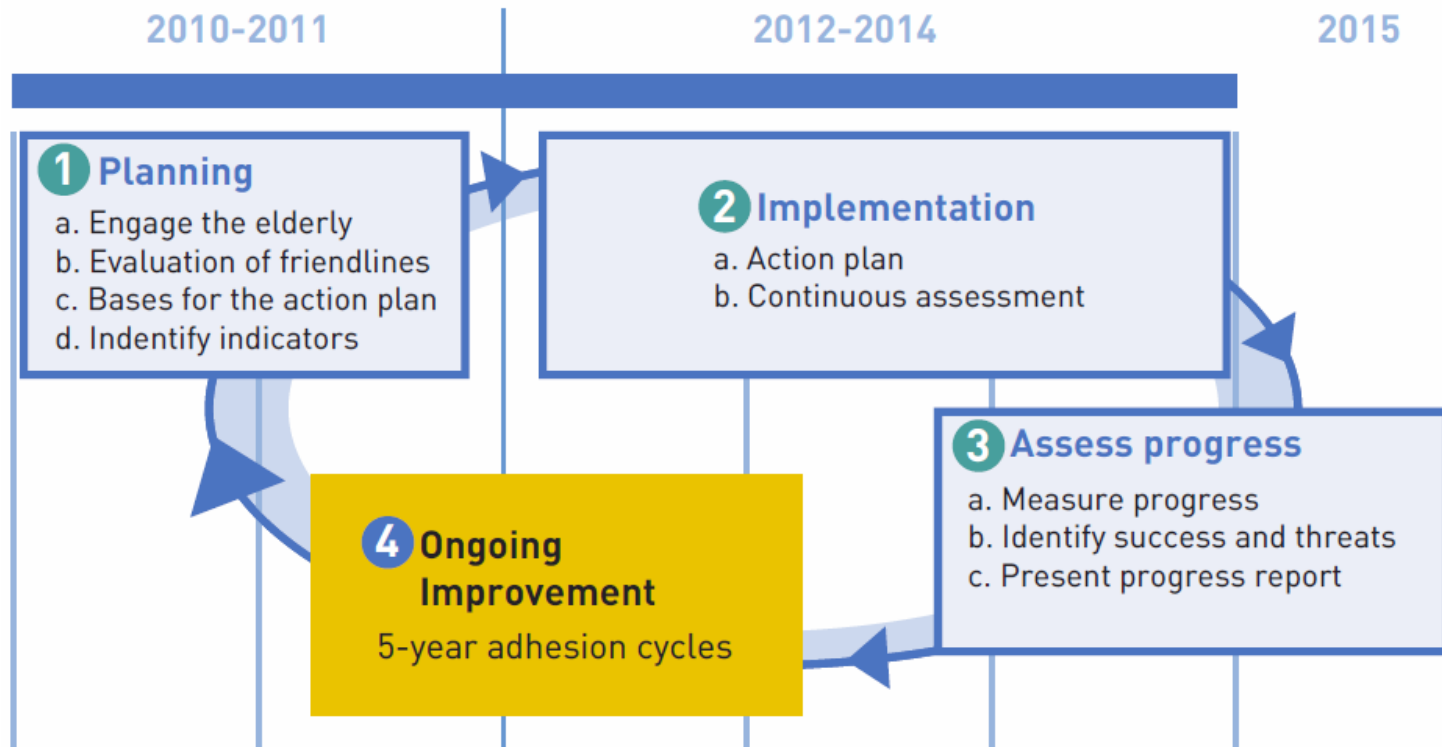 2010-2011
2012-2014
2015
1 Planning
a. Engage the elderly
b. Evaluation of friendlines
c. Bases for the action plan
d. Indentify indicators
2 Implementation
a. Action plan
b. Continuous assessment
3 Assess progress
a. Measure progress
b. Identify success and threats
c. Present progress report
4 Ongoing
Improvement
5-year adhesion cycles